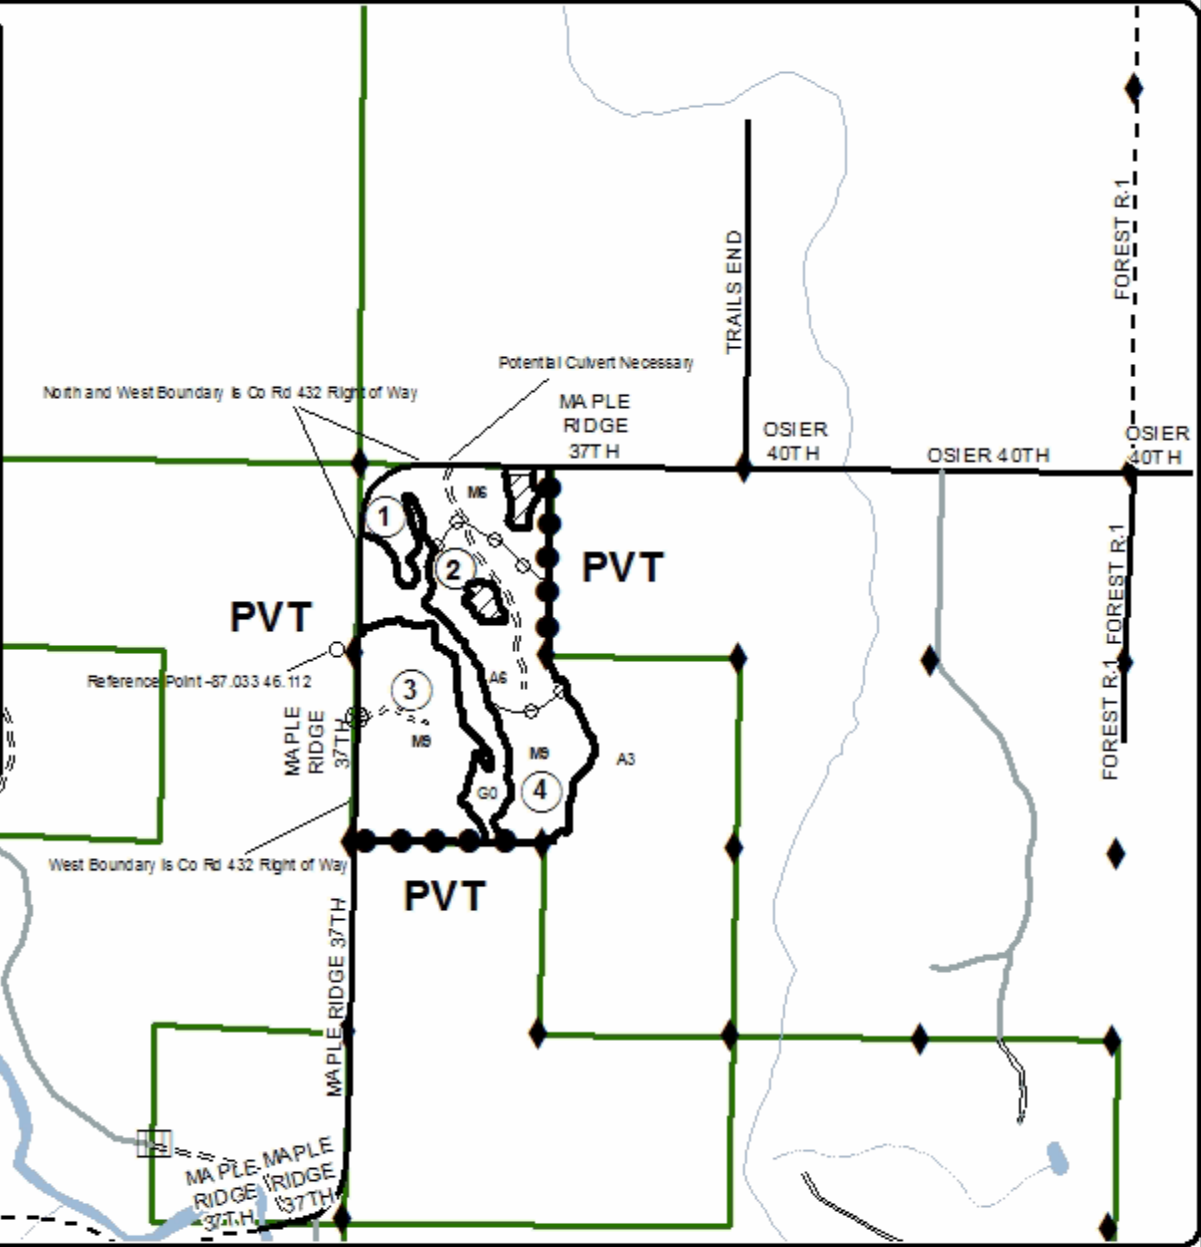 FOREST R.1
TRAILS END
Potential Culvert Necessary
North and West Boundary Is Co Rd 432 Right of Way
MAPLE
RIDGE
37TH
OSIER
40TH
OSIER 40TH
OSIER
40TH
M6
1
2
PVT
PVT
FOREST R.1
FOREST R.1
Reference Point -87.033 46.112
3
A6
MAPLE
RIDGE
37TH
M9
M9
A3
G0
4
West Boundary Is Co Rd 432 Right of Way
PVT
MAPLE RIDGE 37TH
MAPLE
RIDGE
37TH
MAPLE
RIDGE
37TH